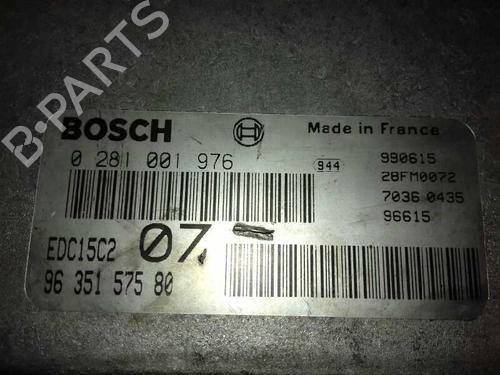 B-PARTS
BOSCH
Made in France
0 281 001 976
944
990615
28FM0072
7036 0435
96615
EDC15C2
07
96 351 575 80